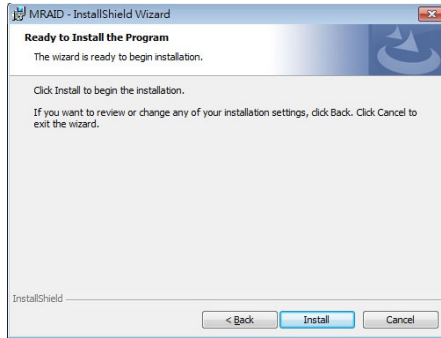 MRAID - InstallShield Wizard
Ready to Install the Program
The wizard is ready to begin installation.
Click Install to begin the installation.
If you want to review or change any of your installation settings, click Back. Click Cancel to
exit the wizard.
InstallShield
< Back Install Cancel